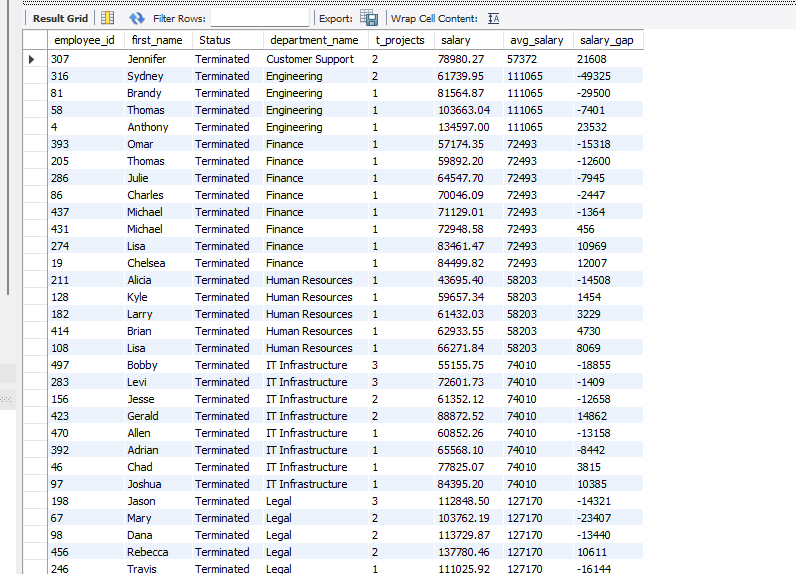 Result Grid Filter Rows: Export: Wrap Cell Content:
employee_id first_name Status department_name t_projects salary avg_salary salary_gap
307 Jennifer Terminated Customer Support 2 78980.27 57372 21608
316 Sydney Terminated Engineering 2 61739.95 111065 -49325
81 Brandy Terminated Engineering 1 81564.87 111065 -29500
58 Thomas Terminated Engineering 1 103663.04 111065 -7401
4 Anthony Terminated Engineering 1 134597.00 111065 23532
393 Omar Terminated Finance 1 57174.35 72493 -15318
205 Thomas Terminated Finance 1 59892.20 72493 -12600
286 Julie Terminated Finance 1 64547.70 72493 -7945
86 Charles Terminated Finance 1 70046.09 72493 -2447
437 Michael Terminated Finance 1 71129.01 72493 -1364
431 Michael Terminated Finance 1 72948.58 72493 456
274 Lisa Terminated Finance 1 83461.47 72493 10969
19 Chelsea Terminated Finance 1 84499.82 72493 12007
211 Alicia Terminated Human Resources 1 43695.40 58203 -14508
128 Kyle Terminated Human Resources 1 59657.34 58203 1454
182 Larry Terminated Human Resources 1 61432.03 58203 3229
414 Brian Terminated Human Resources 1 62933.55 58203 4730
108 Lisa Terminated Human Resources 1 66271.84 58203 8069
497 Bobby Terminated IT Infrastructure 3 55155.75 74010 -18855
283 Levi Terminated IT Infrastructure 3 72601.73 74010 -1409
156 Jesse Terminated IT Infrastructure 2 61352.12 74010 -12658
423 Gerald Terminated IT Infrastructure 2 88872.52 74010 14862
470 Allen Terminated IT Infrastructure 1 60852.26 74010 -13158
392 Adrian Terminated IT Infrastructure 1 65568.10 74010 -8442
46 Chad Terminated IT Infrastructure 1 77825.07 74010 3815
97 Joshua Terminated IT Infrastructure 1 84395.20 74010 10385
198 Jason Terminated Legal 3 112848.50 127170 -14321
67 Mary Terminated Legal 2 103762.19 127170 -23407
98 Dana Terminated Legal 2 113729.87 127170 -13440
456 Rebecca Terminated Legal 2 137780.46 127170 10611
246 Travis Terminated Legal 1 111025.92 127170 -16144